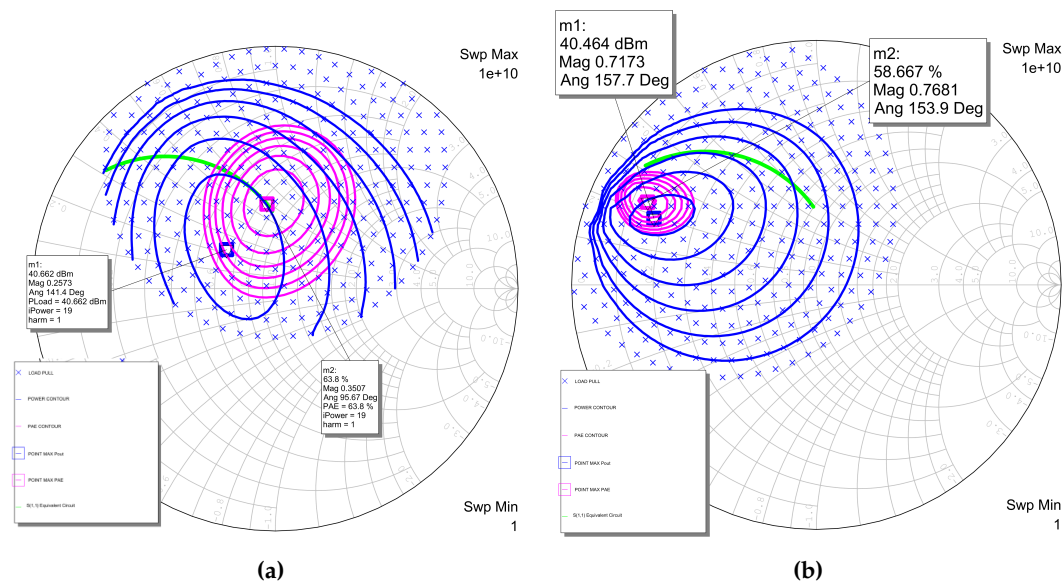 m1:
40.464 dBm
Mag 0.7173
Ang 157.7 Deg
m2:
58.667 %
Mag 0.7681
Ang 153.9 Deg
Swp Max
1e+10
Swp Max
1e+10
m1:
40.662 dBm
Mag 0.2573
Ang 141.4 Deg
PLoad = 40.662 dBm
iPower = 19
harm = 1
m2:
63.8 %
Mag 0.3507
Ang 95.67 Deg
PAE = 63.8 %
iPower = 19
harm = 1
LOAD PULL
POWER CONTOUR
PAE CONTOUR
POINT MAX Pout
POINT MAX PAE
S(1,1) Equivalent Circuit
LOAD PULL
POWER CONTOUR
PAE CONTOUR
POINT MAX Pout
POINT MAX PAE
S(1,1) Equivalent Circuit
Swp Min
1
Swp Min
1
(a)
(b)